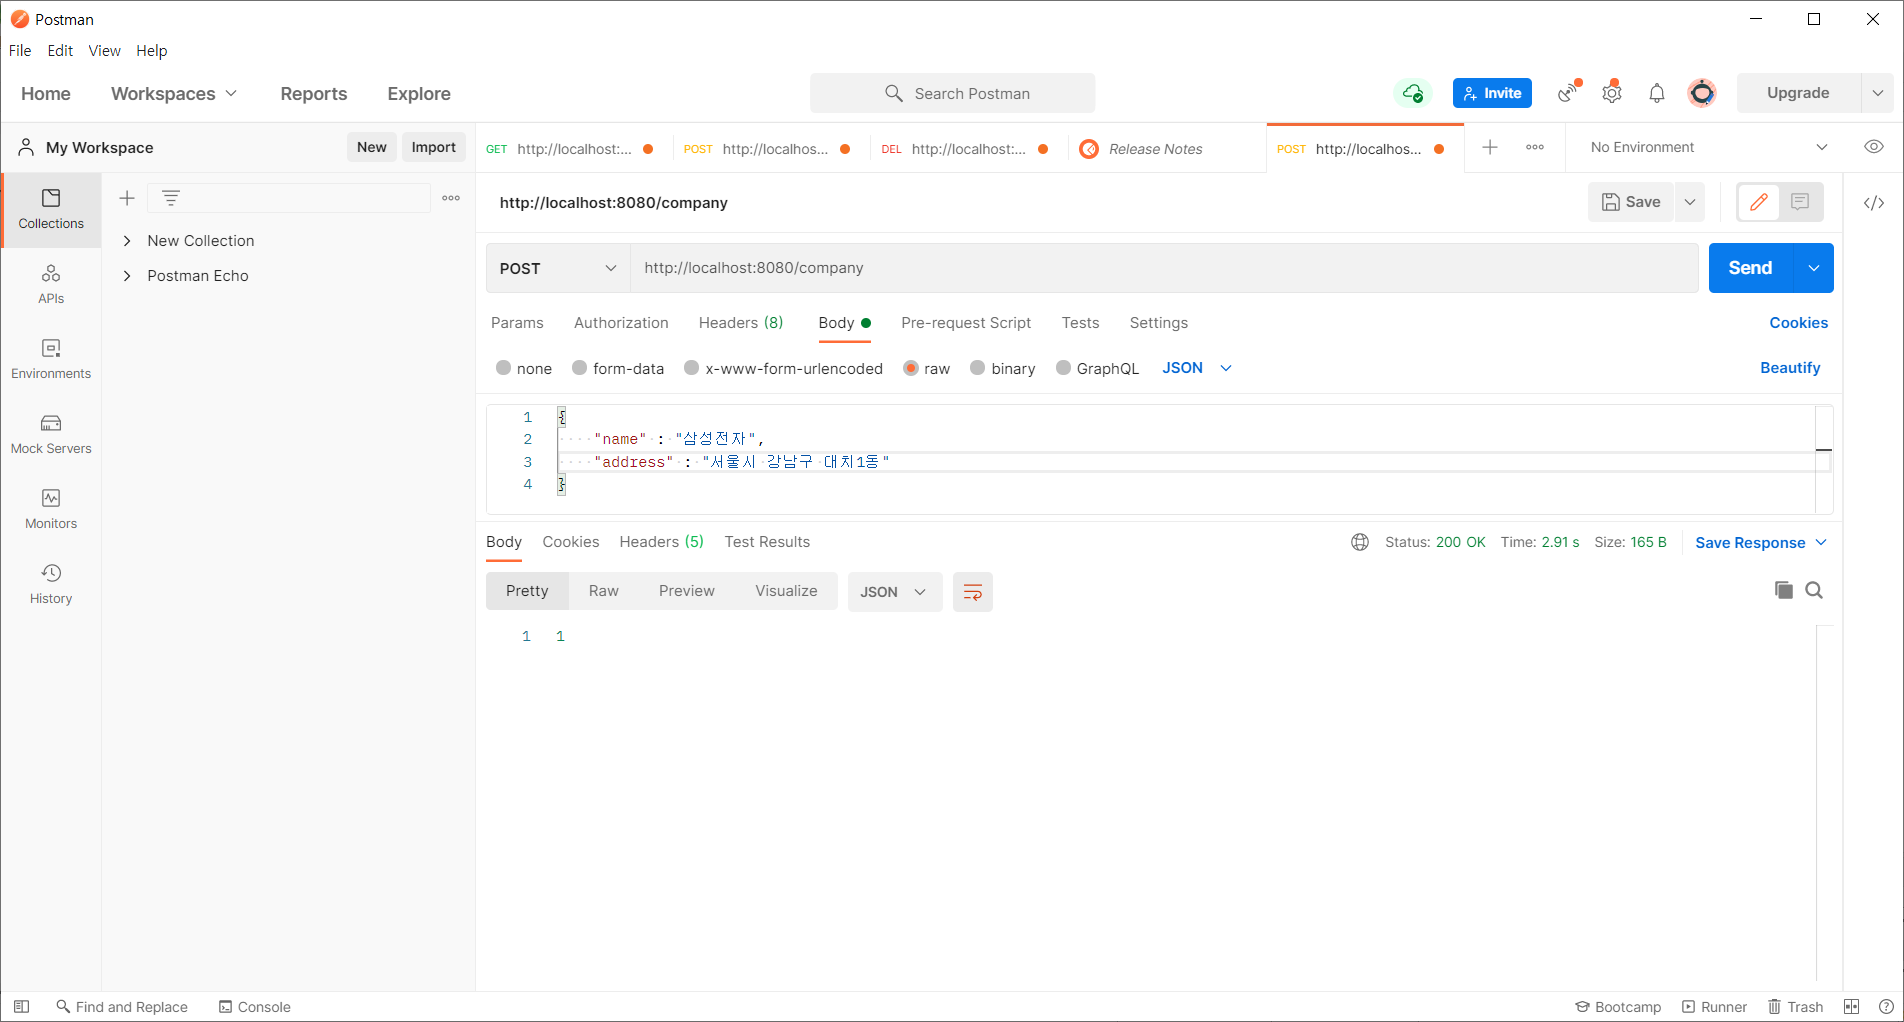 Postman
File Edit View Help
Home Workspaces Reports Explore Search Postman Invite Upgrade
My Workspace New Import
GET http://localhost:... POST http://localhos... DEL http://localhost:... Release Notes POST http://localhos... No Environment
Collections
APIs
Environments
Mock Servers
Monitors
History
New Collection
Postman Echo
http://localhost:8080/company Save
POST http://localhost:8080/company Send
Params Authorization Headers (8) Body Pre-request Script Tests Settings Cookies
none form-data x-www-form-urlencoded raw binary GraphQL JSON Beautify
1 {
2 "name" : "삼성전자",
3 "address" : "서울시 강남구 대치1동"
4 }
Body Cookies Headers (5) Test Results Status: 200 OK Time: 2.91 s Size: 165 B Save Response
Pretty Raw Preview Visualize JSON
1 1
Find and Replace Console Bootcamp Runner Trash